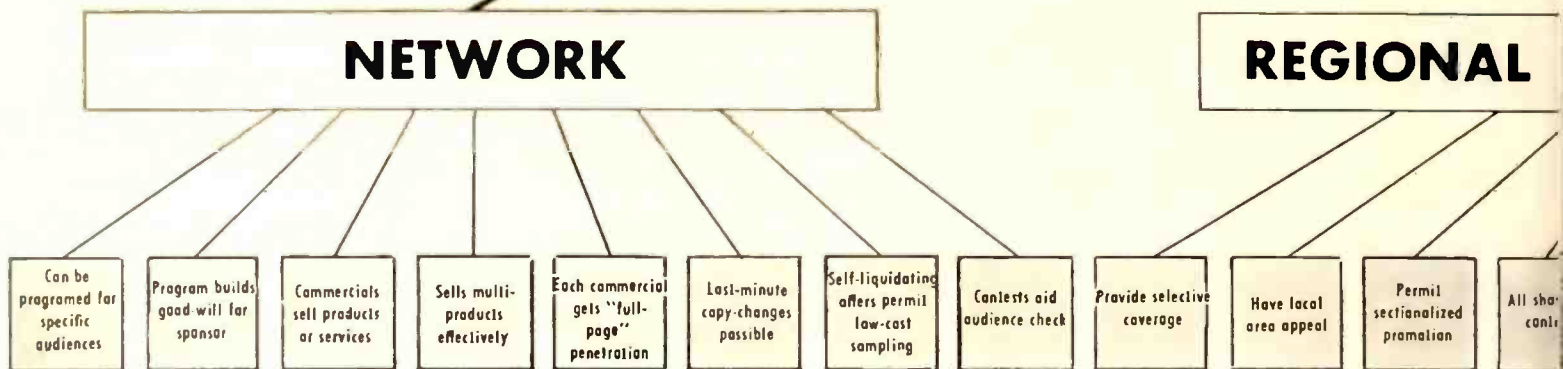 NETWORK
REGIONAL
Can be
programed for
specific
audiences
Program builds
good-will for
sponsor
Commercials
sell products
or services
Sells multi-
products
effectively
Each commercial
gets "full-
page"
penetration
Last-minute
copy-changes
possible
Self-liquidating
offers permit
low-cost
sampling
Contests aid
audience check
Provide selective
coverage
Have local
area appeal
Permit
sectionalized
promotion
All